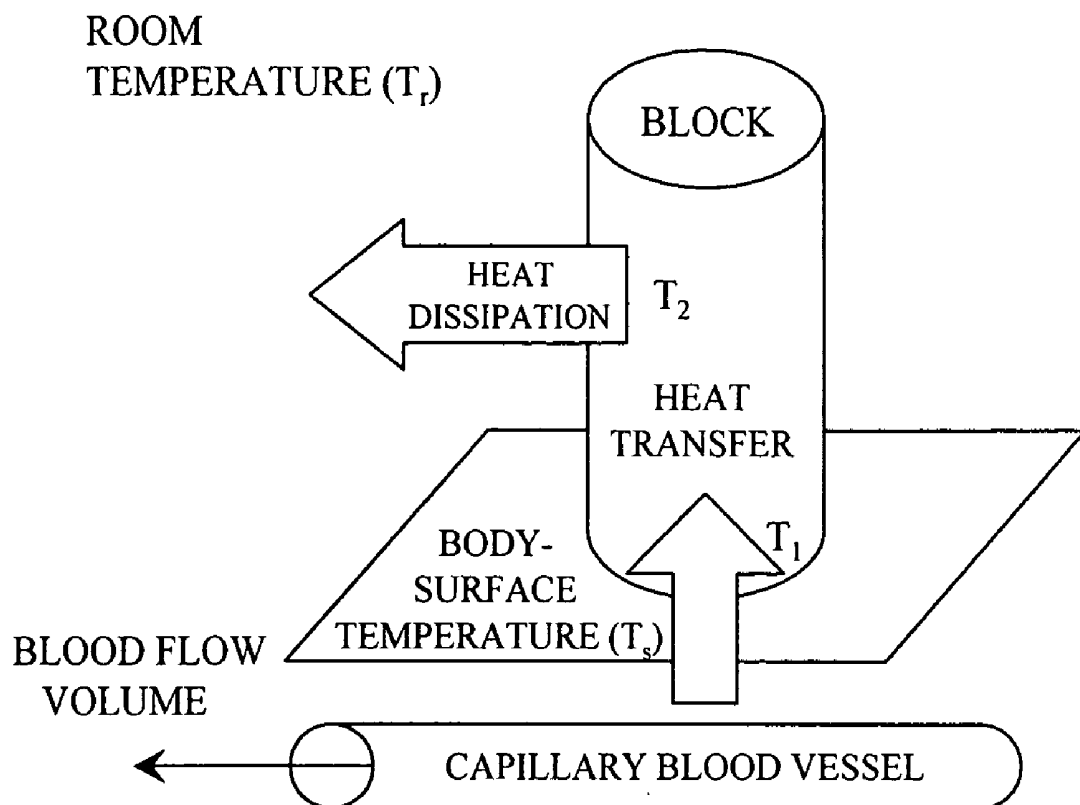 ROOM
TEMPERATURE (Tr)
BLOCK
HEAT
DISSIPATION
T2
HEAT
TRANSFER
T1
BODY-
SURFACE
TEMPERATURE (Ts)
BLOOD FLOW
VOLUME
CAPILLARY BLOOD VESSEL